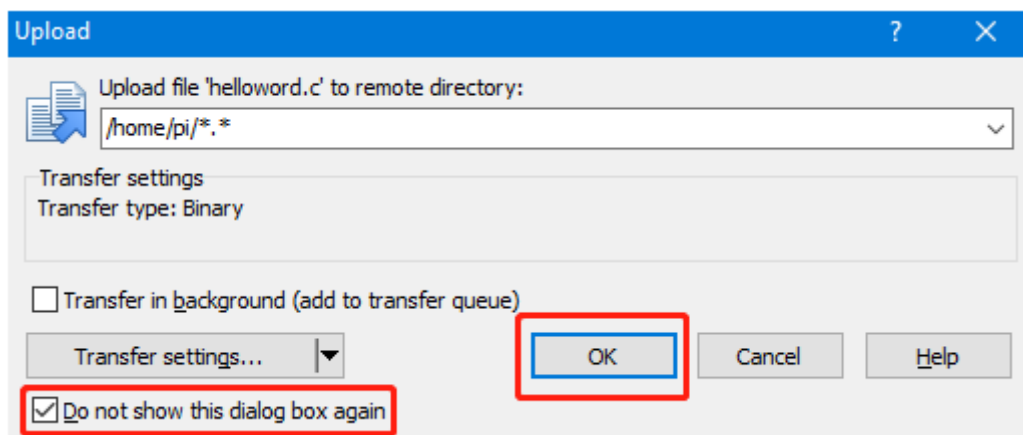 Upload ?
Upload file 'helloword.c' to remote directory:
/home/pi/*.*
Transfer settings
Transfer type: Binary
Transfer in background (add to transfer queue)
Transfer settings... OK Cancel Help
Do not show this dialog box again